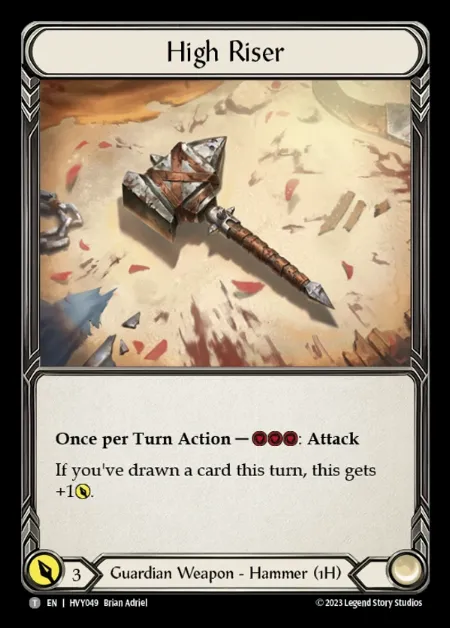 High Riser
Once per Turn Action — : Attack
If you've drawn a card this turn, this gets
+1.
3
Guardian Weapon - Hammer (1H)
T EN | HVY049 Brian Adriel
© 2023 Legend Story Studios